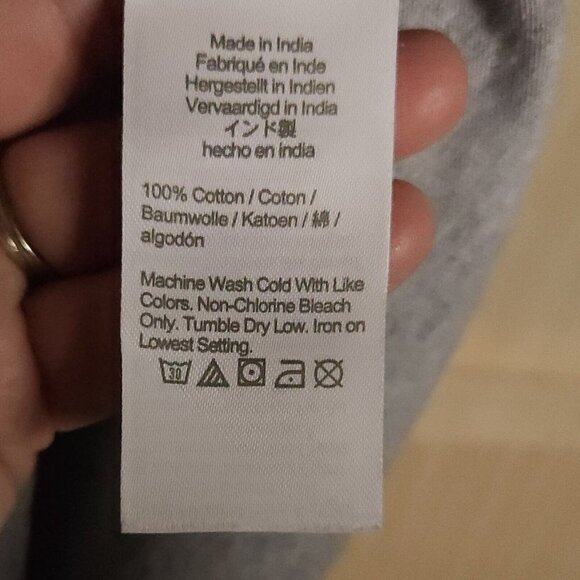 Made in India
Fabriqué en Inde
Hergestellt in Indien
Vervaardigd in India
インド製
hecho en india
100% Cotton / Coton /
Baumwolle / Katoen / 綿 /
algodón
Machine Wash Cold With Like
Colors. Non-Chlorine Bleach
Only. Tumble Dry Low. Iron on
Lowest Setting.
30